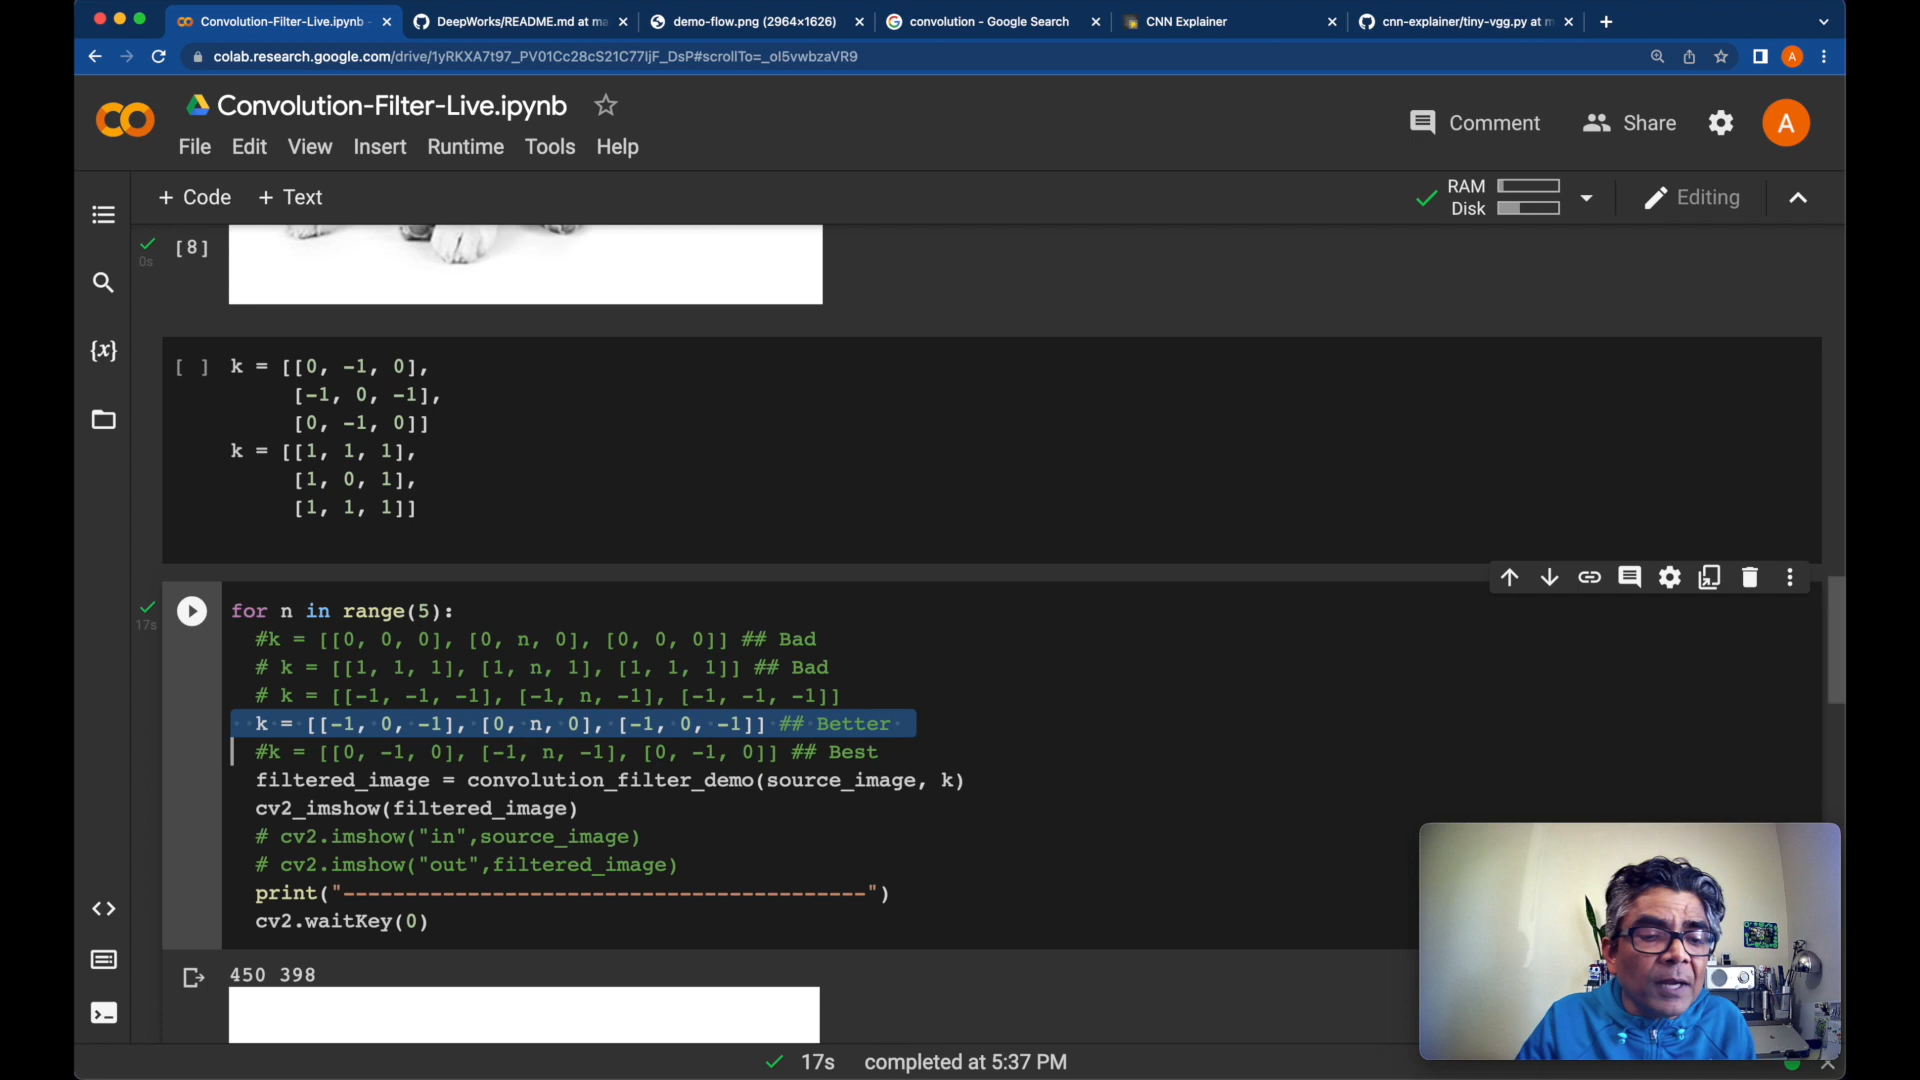 Convolution-Filter-Live.ipynb -
DeepWorks/README.md at ma
demo-flow.png (2964×1626)
convolution - Google Search
CNN Explainer
cnn-explainer/tiny-vgg.py at m
colab.research.google.com/drive/1yRKXA7t97_PV01Cc28cS21C77IjF_DsP#scrollTo=_oI5vwbzaVR9
A
Convolution-Filter-Live.ipynb
Comment
Share
A
File Edit View Insert Runtime Tools Help
+ Code + Text
RAM
Disk
Editing
[8]
0s
{x}
[ ] k = [[0, -1, 0],
[-1, 0, -1],
[0, -1, 0]]
k = [[1, 1, 1],
[1, 0, 1],
[1, 1, 1]]
17s
for n in range(5):
#k = [[0, 0, 0], [0, n, 0], [0, 0, 0]] ## Bad
# k = [[1, 1, 1], [1, n, 1], [1, 1, 1]] ## Bad
# k = [[-1, -1, -1], [-1, n, -1], [-1, -1, -1]]
k = [[-1, 0, -1], [0, n, 0], [-1, 0, -1]] ## Better
#k = [[0, -1, 0], [-1, n, -1], [0, -1, 0]] ## Best
filtered_image = convolution_filter_demo(source_image, k)
cv2_imshow(filtered_image)
# cv2.imshow("in",source_image)
# cv2.imshow("out",filtered_image)
print("------------------------------------------")
cv2.waitKey(0)
450 398
17s completed at 5:37 PM